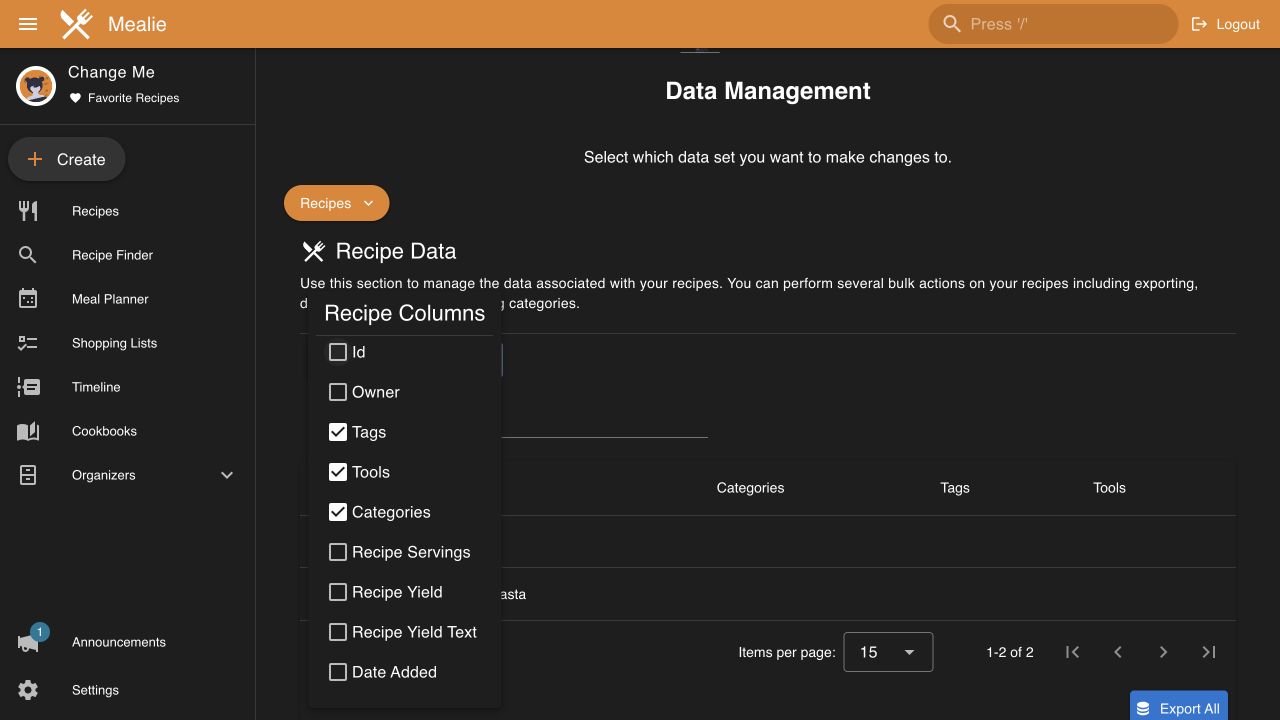 Mealie
Press '/'
Logout
Change Me
Favorite Recipes
Data Management
Create
Select which data set you want to make changes to.
Recipes
Recipes
Recipe Finder
Meal Planner
Shopping Lists
Timeline
Cookbooks
Organizers
Recipe Data
Use this section to manage the data associated with your recipes. You can perform several bulk actions on your recipes including exporting,
categories.
Recipe Columns
Id
Owner
Tags
Tools
Categories
Recipe Servings
Recipe Yield
Recipe Yield Text
Date Added
Categories
Tags
Tools
asta
Items per page:
15
1-2 of 2
Export All
1
Announcements
Settings